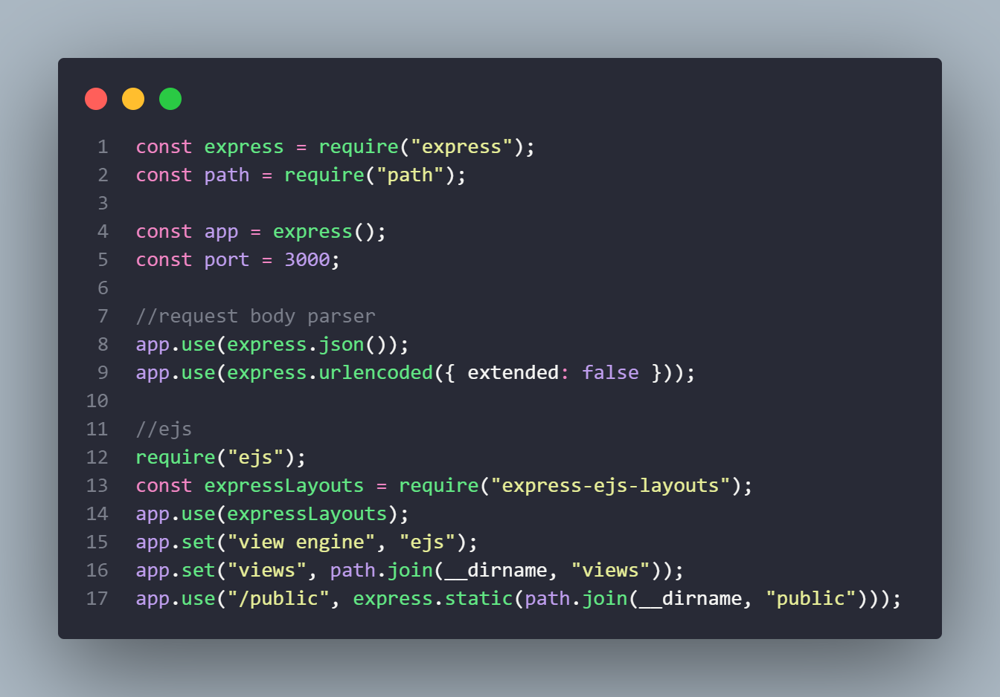 1 const express = require("express");
2 const path = require("path");
3
4 const app = express();
5 const port = 3000;
6
7 //request body parser
8 app.use(express.json());
9 app.use(express.urlencoded({ extended: false }));
10
11 //ejs
12 require("ejs");
13 const expressLayouts = require("express-ejs-layouts");
14 app.use(expressLayouts);
15 app.set("view engine", "ejs");
16 app.set("views", path.join(__dirname, "views"));
17 app.use("/public", express.static(path.join(__dirname, "public")));